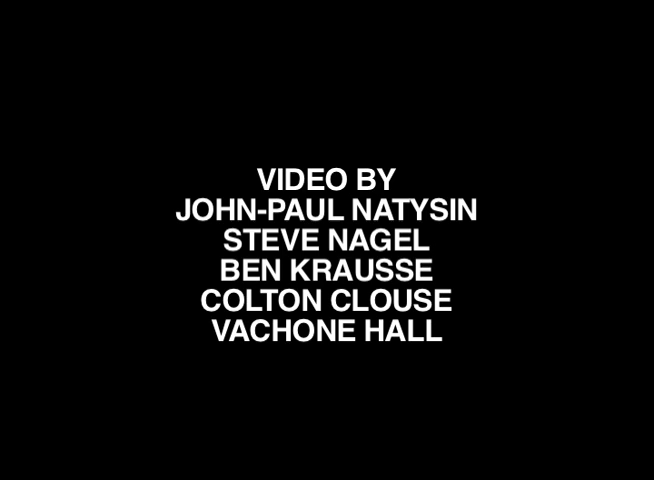 VIDEO BY
JOHN-PAUL NATYSIN
STEVE NAGEL
BEN KRAUSSE
COLTON CLOUSE
VACHONE HALL